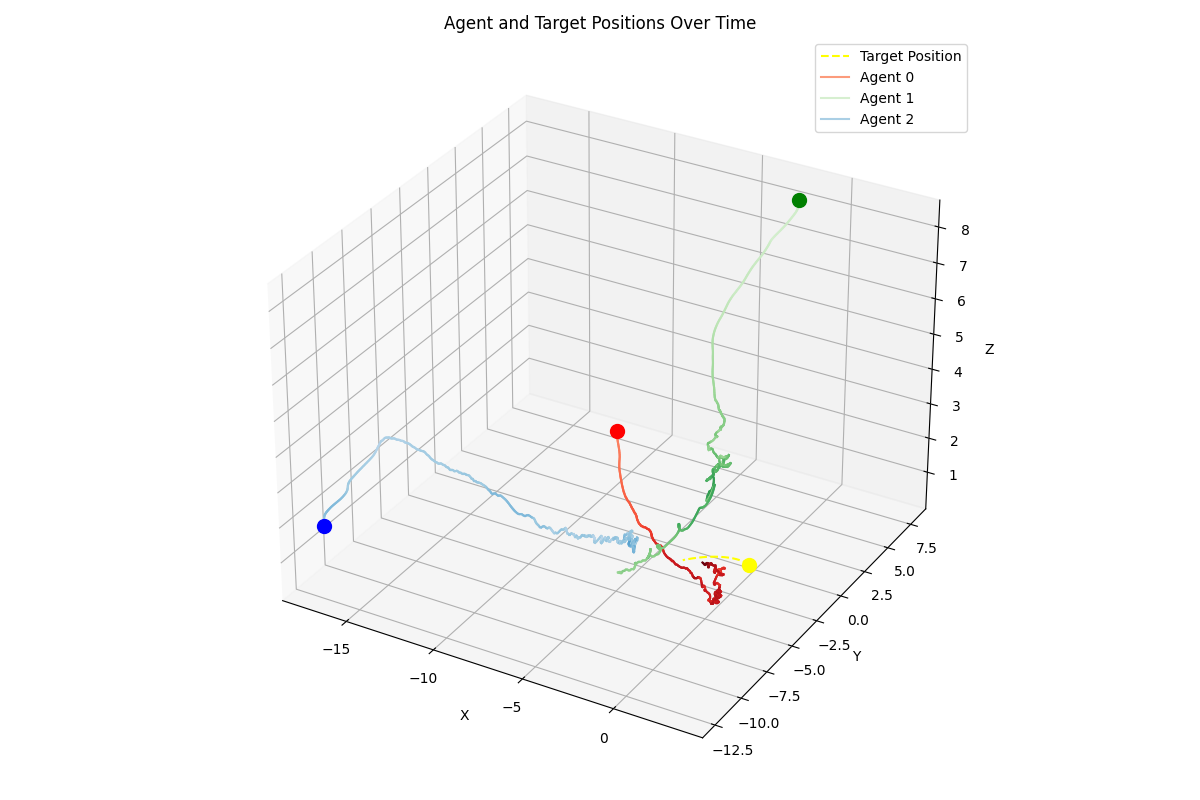 Agent and Target Positions Over Time
Target Position
Agent 0
Agent 1
Agent 2
8
7
6
5
4
3
2
1
Z
7.5
5.0
2.5
0.0
−2.5
−5.0
−7.5
−10.0
−12.5
Y
−15
−10
−5
0
X